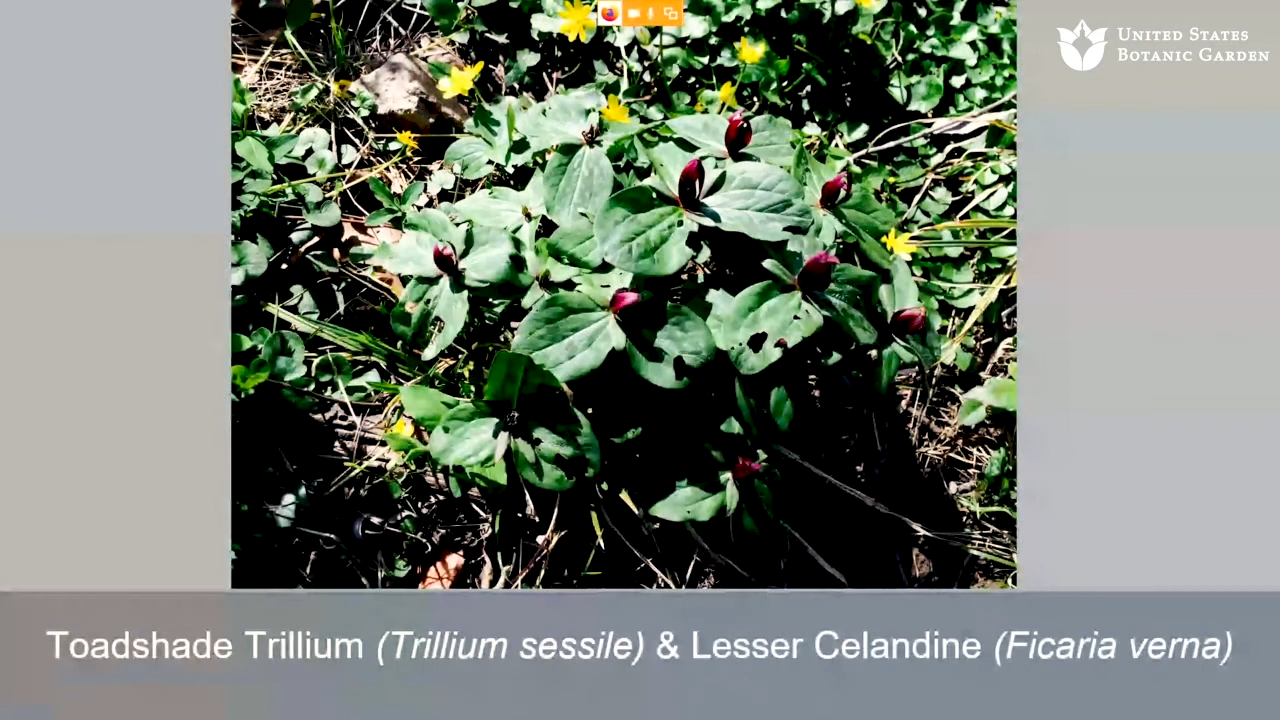 United States
Botanic Garden
Toadshade Trillium (Trillium sessile) & Lesser Celandine (Ficaria verna)